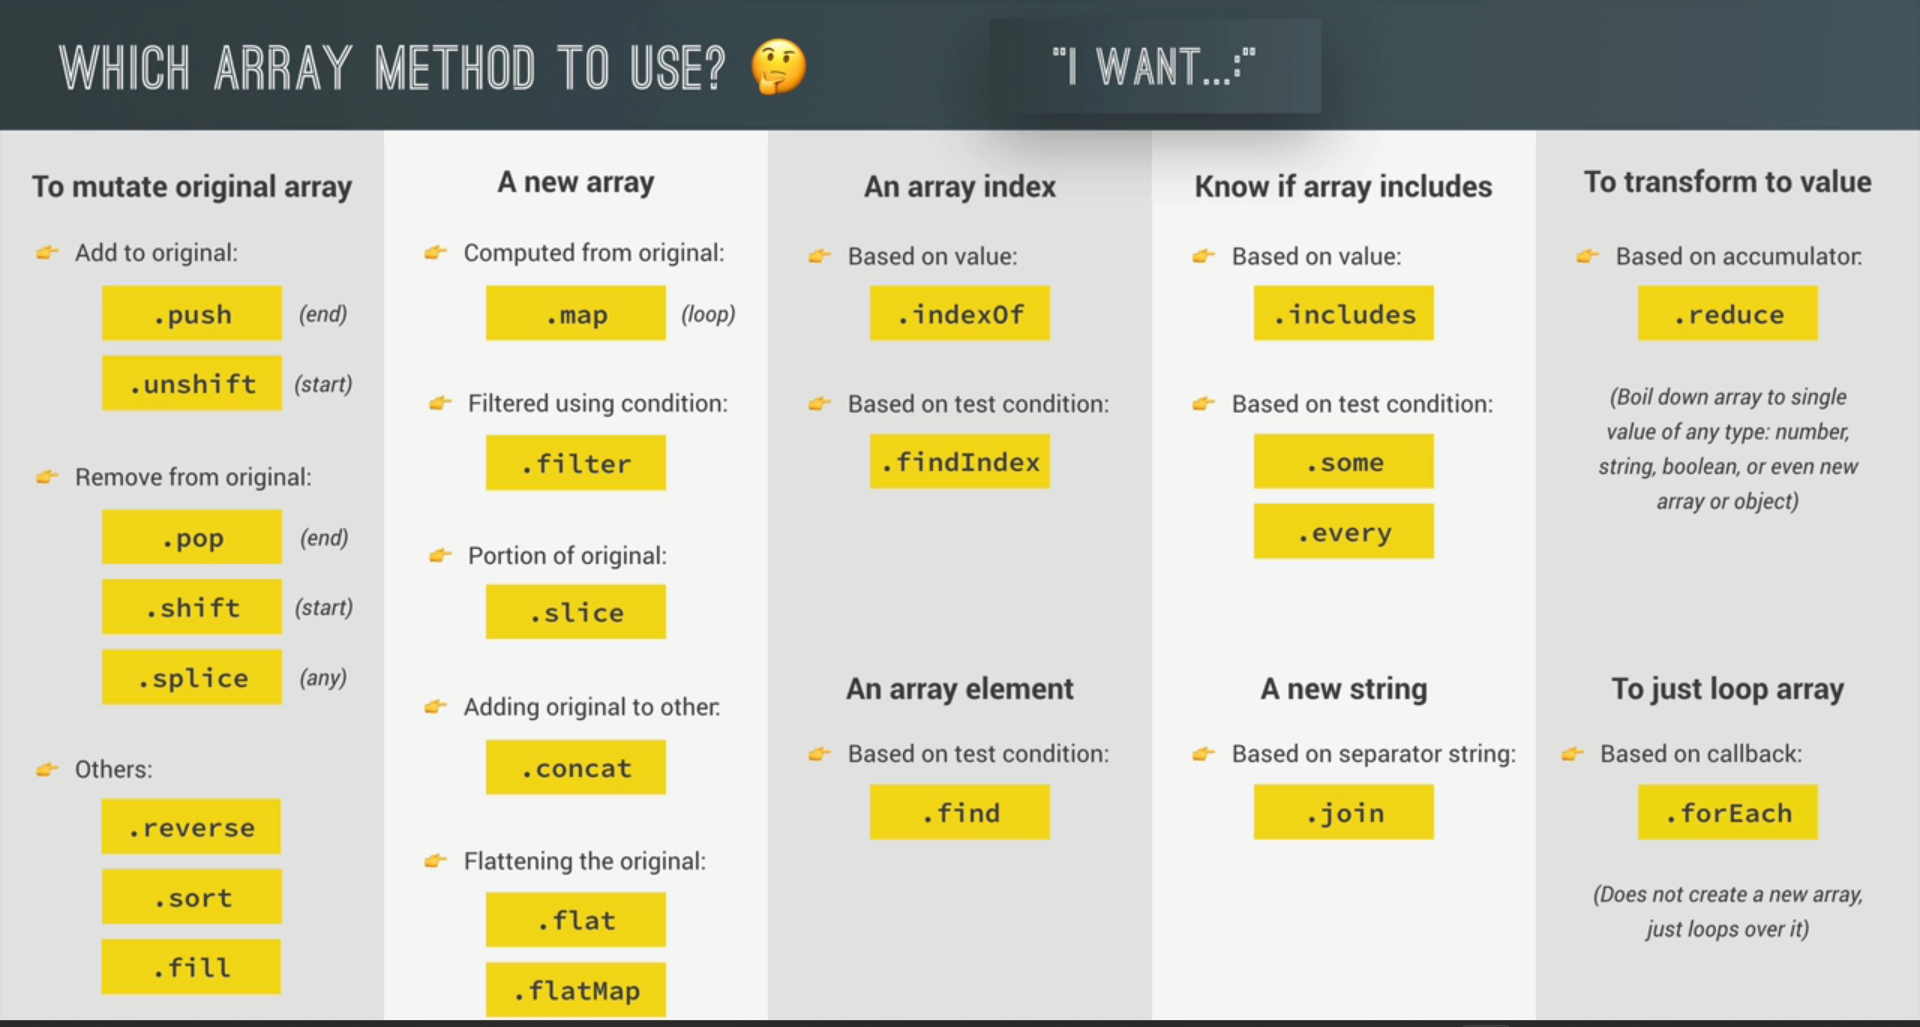 WHICH ARRAY METHOD TO USE? 🤔
"I WANT...:"
To mutate original array
👉 Add to original:
.push (end)
.unshift (start)
👉 Remove from original:
.pop (end)
.shift (start)
.splice (any)
👉 Others:
.reverse
.sort
.fill
A new array
👉 Computed from original:
.map (loop)
👉 Filtered using condition:
.filter
👉 Portion of original:
.slice
👉 Adding original to other:
.concat
👉 Flattening the original:
.flat
.flatMap
An array index
👉 Based on value:
.indexOf
👉 Based on test condition:
.findIndex
An array element
👉 Based on test condition:
.find
Know if array includes
👉 Based on value:
.includes
👉 Based on test condition:
.some
.every
A new string
👉 Based on separator string:
.join
To transform to value
👉 Based on accumulator:
.reduce
(Boil down array to single
value of any type: number,
string, boolean, or even new
array or object)
To just loop array
👉 Based on callback:
.forEach
(Does not create a new array,
just loops over it)